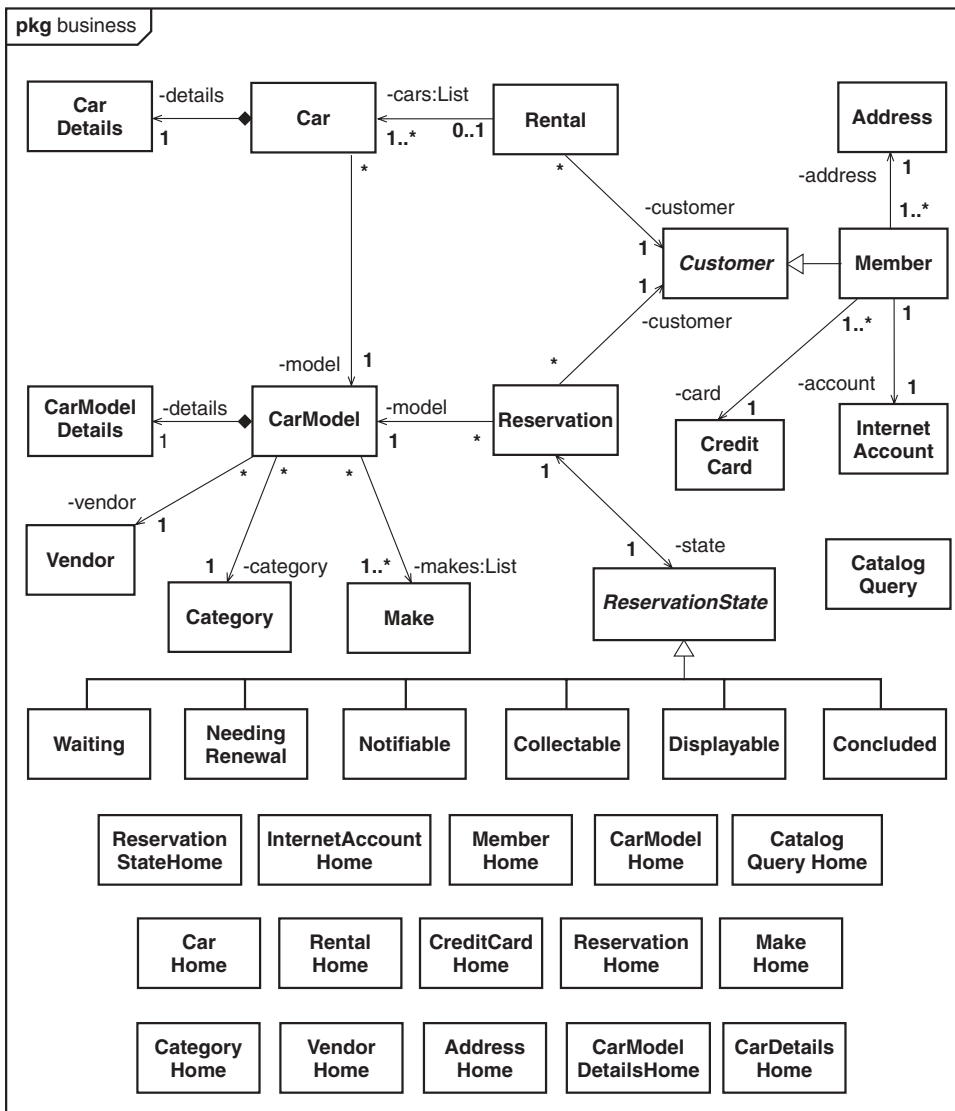 pkg business
Car
Details
-details
1
Car
-cars:List
1..*
0..1
Rental
Address
1
-address
1..*
*
*
-customer
1
Customer
Member
1
-customer
*
1..*
1
-model
1
CarModel
Details
-details
1
CarModel
-model
1
*
Reservation
-card
1
Credit
Card
-account
1
Internet
Account
*
*
*
1
-vendor
1
Vendor
1
-category
Category
1..*
-makes:List
Make
1
-state
ReservationState
Catalog
Query
Waiting
Needing
Renewal
Notifiable
Collectable
Displayable
Concluded
Reservation
StateHome
InternetAccount
Home
Member
Home
CarModel
Home
Catalog
Query Home
Car
Home
Rental
Home
CreditCard
Home
Reservation
Home
Make
Home
Category
Home
Vendor
Home
Address
Home
CarModel
DetailsHome
CarDetails
Home